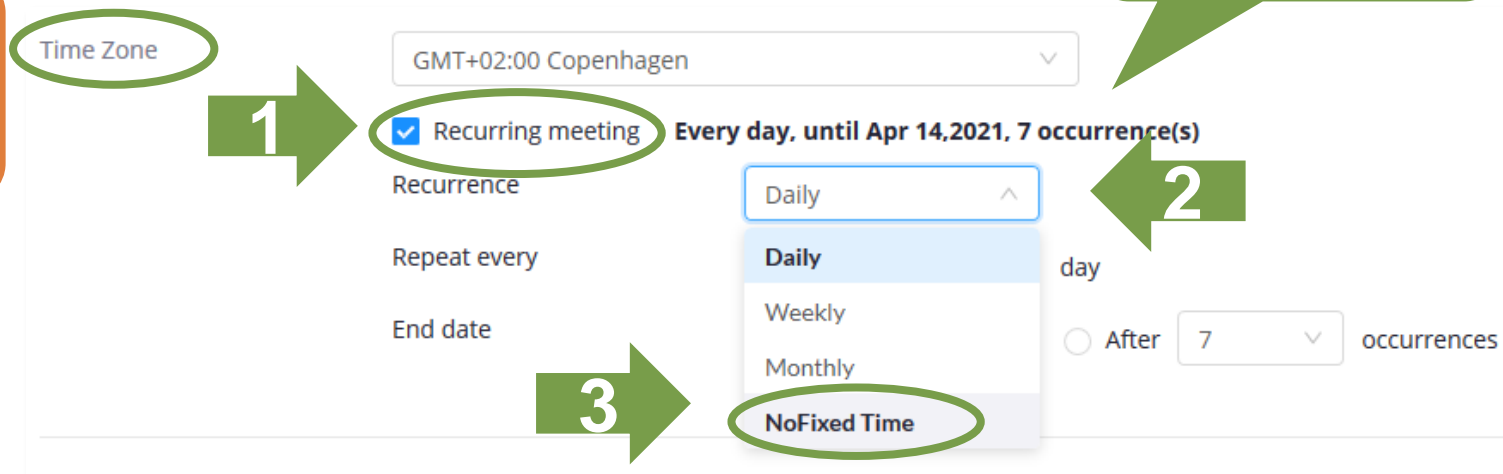 Time Zone
GMT+02:00 Copenhagen
1
Recurring meeting Every day, until Apr 14,2021, 7 occurrence(s)
Recurrence
Daily
2
Repeat every
Daily
day
Weekly
End date
After 7 occurrences
Monthly
3
NoFixed Time